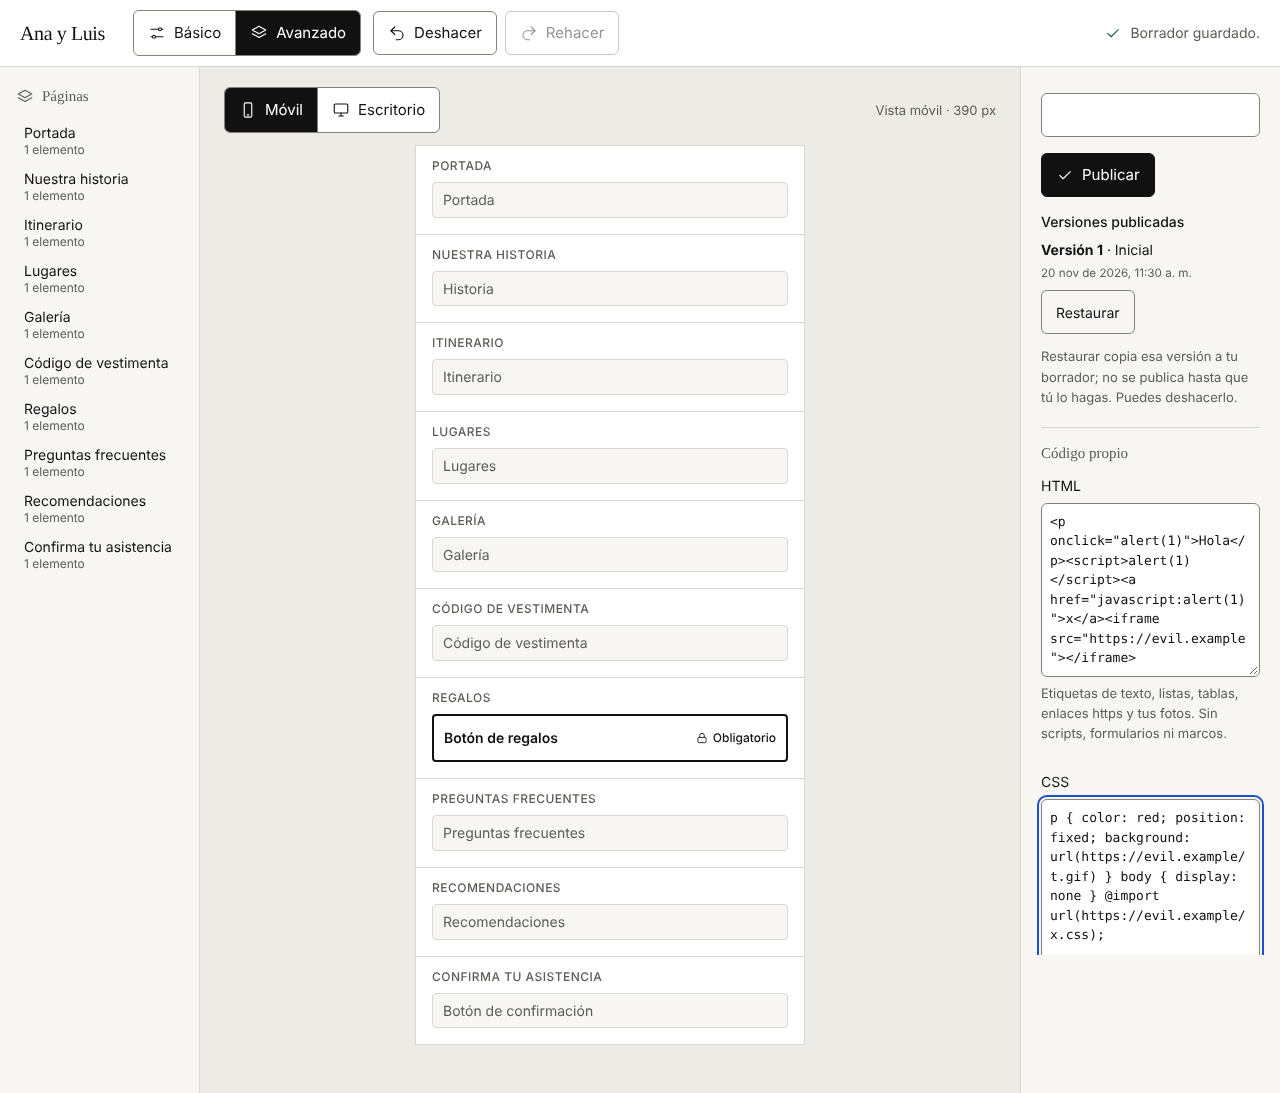 Ana y Luis
Básico
Avanzado
Deshacer
Rehacer
Borrador guardado.
Páginas
Portada
1 elemento
Nuestra historia
1 elemento
Itinerario
1 elemento
Lugares
1 elemento
Galería
1 elemento
Código de vestimenta
1 elemento
Regalos
1 elemento
Preguntas frecuentes
1 elemento
Recomendaciones
1 elemento
Confirma tu asistencia
1 elemento
Móvil
Escritorio
Vista móvil · 390 px
PORTADA
Portada
NUESTRA HISTORIA
Historia
ITINERARIO
Itinerario
LUGARES
Lugares
GALERÍA
Galería
CÓDIGO DE VESTIMENTA
Código de vestimenta
REGALOS
Botón de regalos
Obligatorio
PREGUNTAS FRECUENTES
Preguntas frecuentes
RECOMENDACIONES
Recomendaciones
CONFIRMA TU ASISTENCIA
Botón de confirmación
Publicar
Versiones publicadas
Versión 1 · Inicial
20 nov de 2026, 11:30 a. m.
Restaurar
Restaurar copia esa versión a tu
borrador; no se publica hasta que
tú lo hagas. Puedes deshacerlo.
Código propio
HTML
<p
onclick="alert(1)">Hola</
p><script>alert(1)
</script><a
href="javascript:alert(1)
">x</a><iframe
src="https://evil.example
"></iframe>
Etiquetas de texto, listas, tablas,
enlaces https y tus fotos. Sin
scripts, formularios ni marcos.
CSS
p { color: red; position:
fixed; background:
url(https://evil.example/
t.gif) } body { display:
none } @import
url(https://evil.example/
x.css);